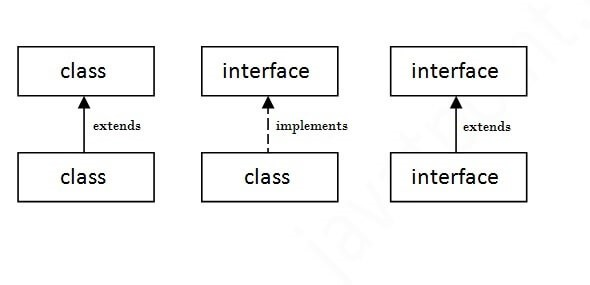 class
interface
interface
extends
implements
extends
class
class
interface